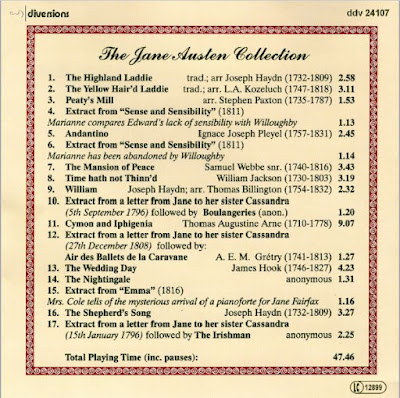 diversions
ddv 24107
The Jane Austen Collection
1. The Highland Laddie trad.; arr Joseph Haydn (1732-1809) 2.58
2. The Yellow Hair'd Laddie trad.; arr L.A. Kozeluch (1747-1818) 3.11
3. Peaty's Mill arr. Stephen Paxton (1735-1787) 1.53
4. Extract from "Sense and Sensibility" (1811)
Marianne compares Edward's lack of sensibility with Willoughby 1.13
5. Andantino Ignace Joseph Pleyel (1757-1831) 2.45
6. Extract from "Sense and Sensibility" (1811)
Marianne has been abandoned by Willoughby 1.14
7. The Mansion of Peace Samuel Webbe snr. (1740-1816) 3.43
8. Time hath not Thinn'd William Jackson (1730-1803) 3.19
9. William Joseph Haydn; arr. Thomas Billington (1754-1832) 2.32
10. Extract from a letter from Jane to her sister Cassandra
(5th September 1796) followed by Boulangeries (anon.) 1.20
11. Cymon and Iphigenia Thomas Augustine Arne (1710-1778) 9.07
12. Extract from a letter from Jane to her sister Cassandra
(27th December 1808) followed by:
Air des Ballets de la Caravane A. E. M. Grétry (1741-1813) 1.27
13. The Wedding Day James Hook (1746-1827) 4.23
14. The Nightingale anonymous 1.31
15. Extract from "Emma" (1816)
Mrs. Cole tells of the mysterious arrival of a pianoforte for Jane Fairfax 1.16
16. The Shepherd's Song Joseph Haydn (1732-1809) 3.27
17. Extract from a letter from Jane to her sister Cassandra
(15th January 1796) followed by The Irishman anonymous 2.25
Total Playing Time (inc. pauses): 47.46
LC 12899